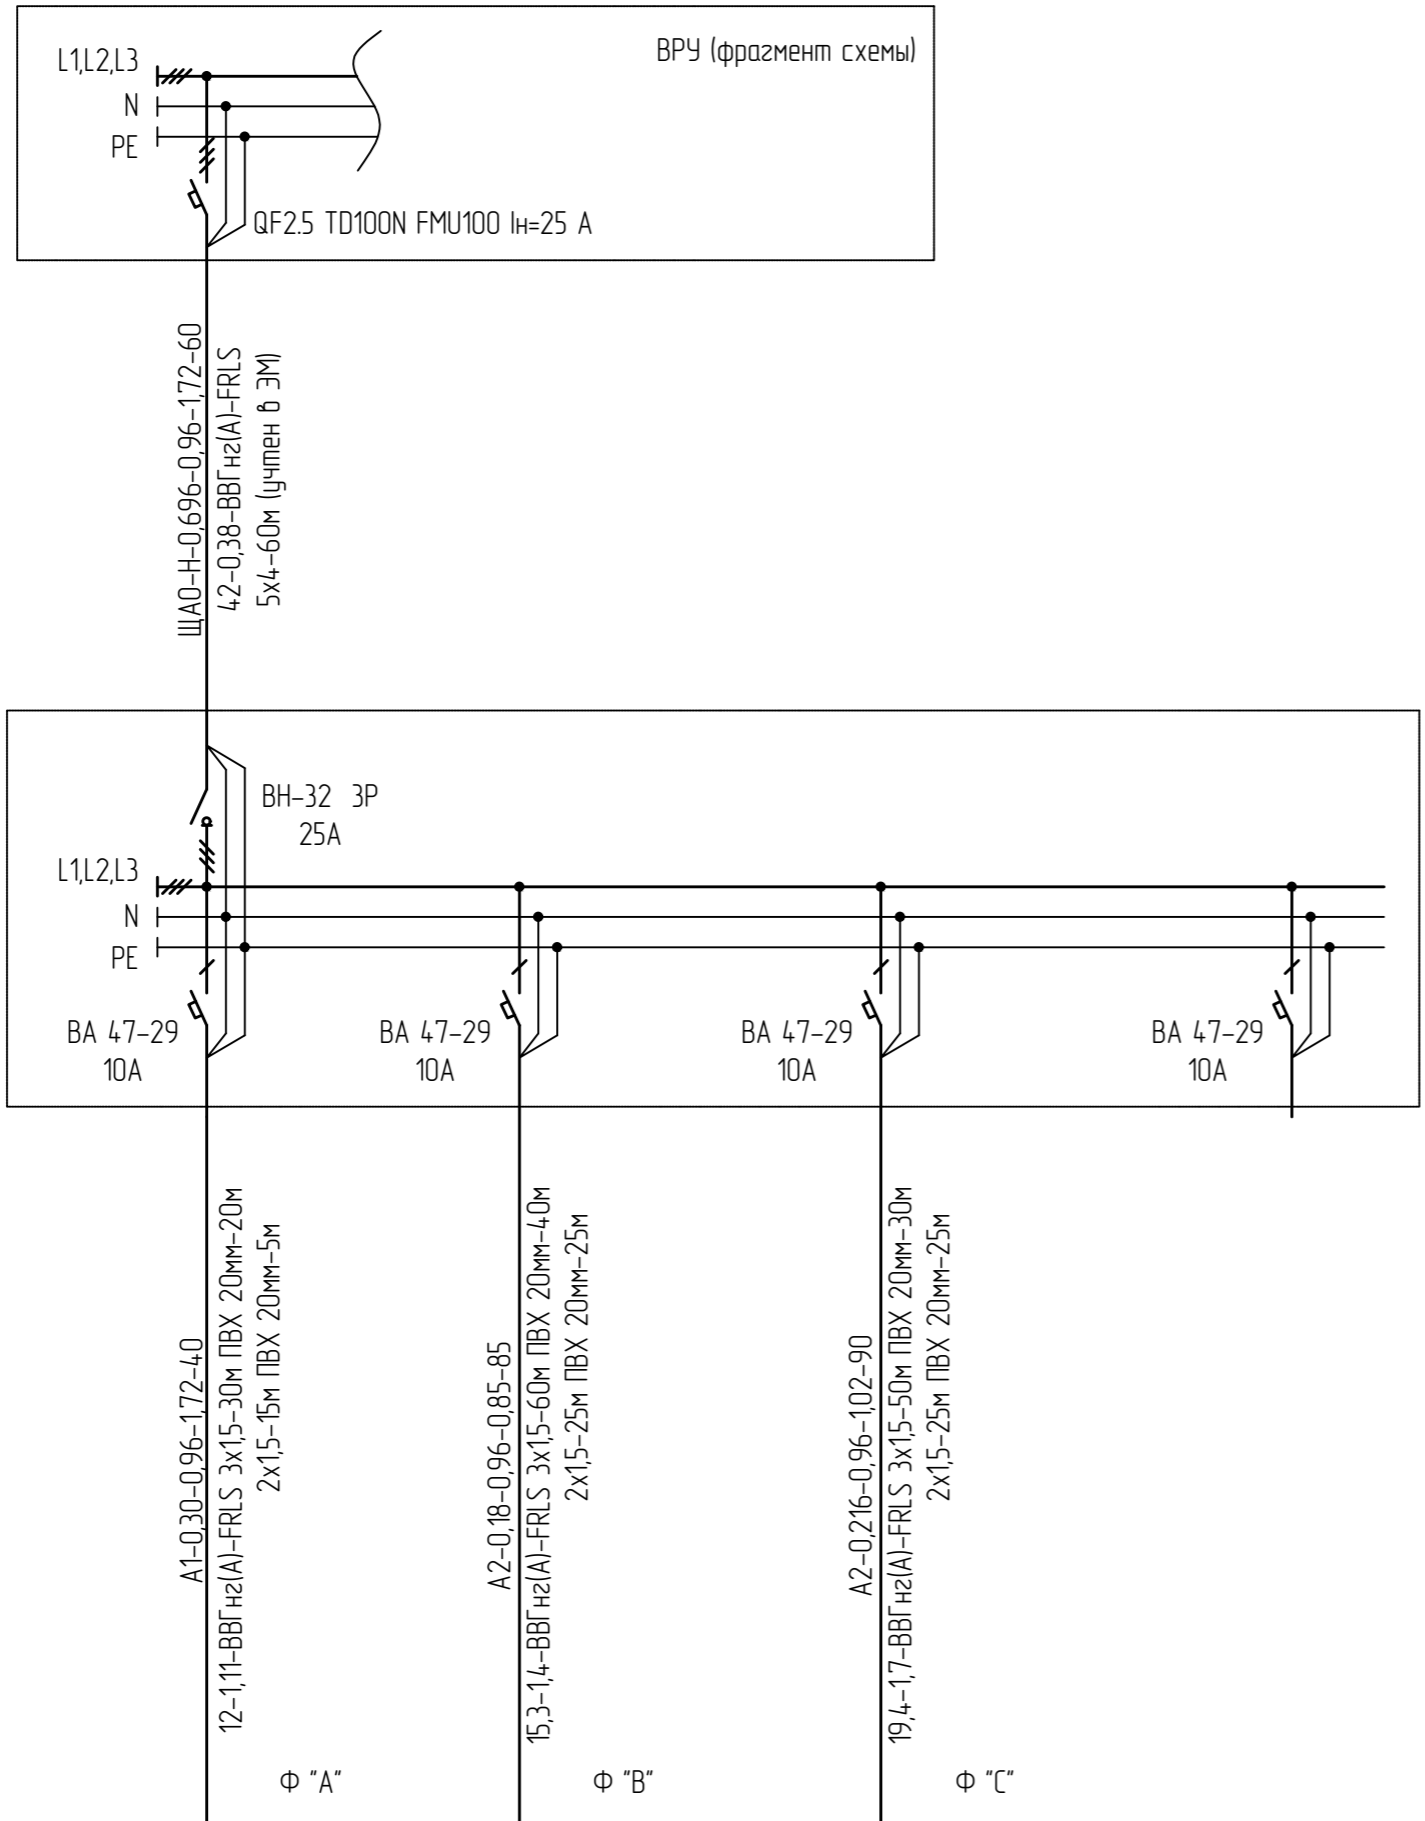 ВРУ (фрагмент схемы)
L1,L2,L3
N
PE
QF2.5 TD100N FMU100 Iн=25 А
ЩАО-Н-0,696-0,96-1,72-60
42-0,38-ВВГнг(А)-FRLS
5х4-60м (учтен в ЭМ)
ВН-32 3Р
25А
L1,L2,L3
N
PE
ВА 47-29
10А
ВА 47-29
10А
ВА 47-29
10А
ВА 47-29
10А
А1-0,30-0,96-1,72-40
12-1,11-ВВГнг(А)-FRLS 3х1,5-30м ПВХ 20мм-20м
2х1,5-15м ПВХ 20мм-5м
А2-0,18-0,96-0,85-85
15,3-1,4-ВВГнг(А)-FRLS 3х1,5-60м ПВХ 20мм-40м
2х1,5-25м ПВХ 20мм-25м
А2-0,216-0,96-1,02-90
19,4-1,7-ВВГнг(А)-FRLS 3х1,5-50м ПВХ 20мм-30м
2х1,5-25м ПВХ 20мм-25м
Ф "А"
Ф "В"
Ф "С"